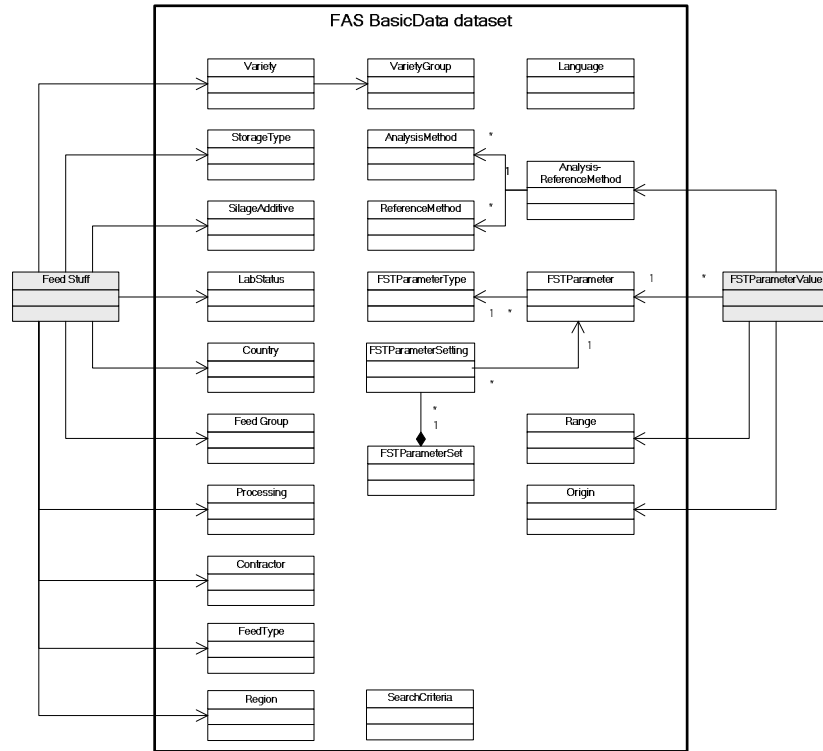 FAS BasicData dataset
Variety
VarietyGroup
Language
StorageType
AnalysisMethod
*
Analysis-
ReferenceMethod
1
SilageAdditive
ReferenceMethod
*
Feed Stuff
LabStatus
FSTParameterType
FSTParameter
1
*
FSTParameterValue
1
*
Country
FSTParameterSetting
1
*
*
1
Feed Group
FSTParameterSet
Range
Processing
Origin
Contractor
FeedType
Region
SearchCriteria